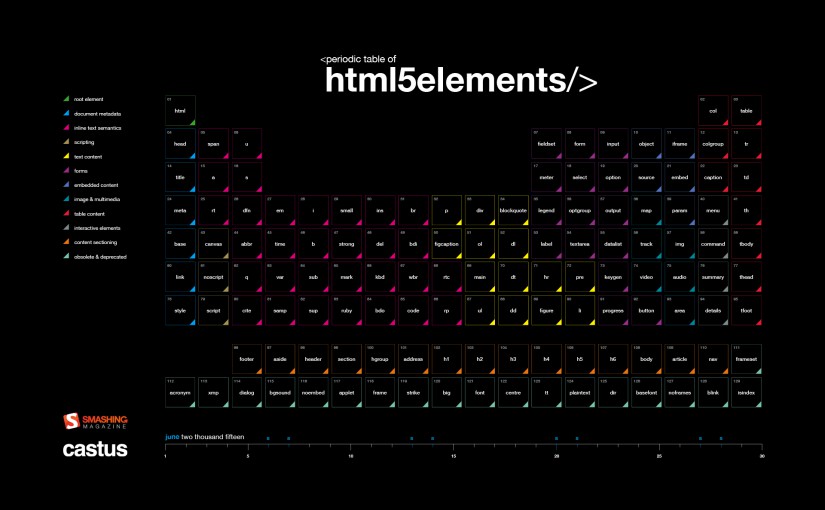 <periodic table of
html5elements/>
root element
document metadata
inline text semantics
scripting
text content
forms
embedded content
image & multimedia
table content
interactive elements
content sectioning
obsolete & deprecated
html col table
head span u fieldset form input object iframe colgroup tr
title a s meter select option source embed caption td
meta rt dfn em i small ins br p div blockquote legend optgroup output map param menu th
base canvas abbr time b strong del bdi figcaption ol dl label textarea datalist track img command tbody
link noscript q var sub mark kbd wbr rtc main dt hr pre keygen video audio summary thead
style script cite samp sup ruby bdo code rp ul dd figure li progress button area details tfoot
footer aside header section hgroup address h1 h2 h3 h4 h5 h6 body article nav frameset
acronym xmp dialog bgsound noembed applet frame strike big font centre tt plaintext dir basefont noframes blink isindex
SMASHING
MAGAZINE
castus
june two thousand fifteen
1 5 10 15 20 25 30